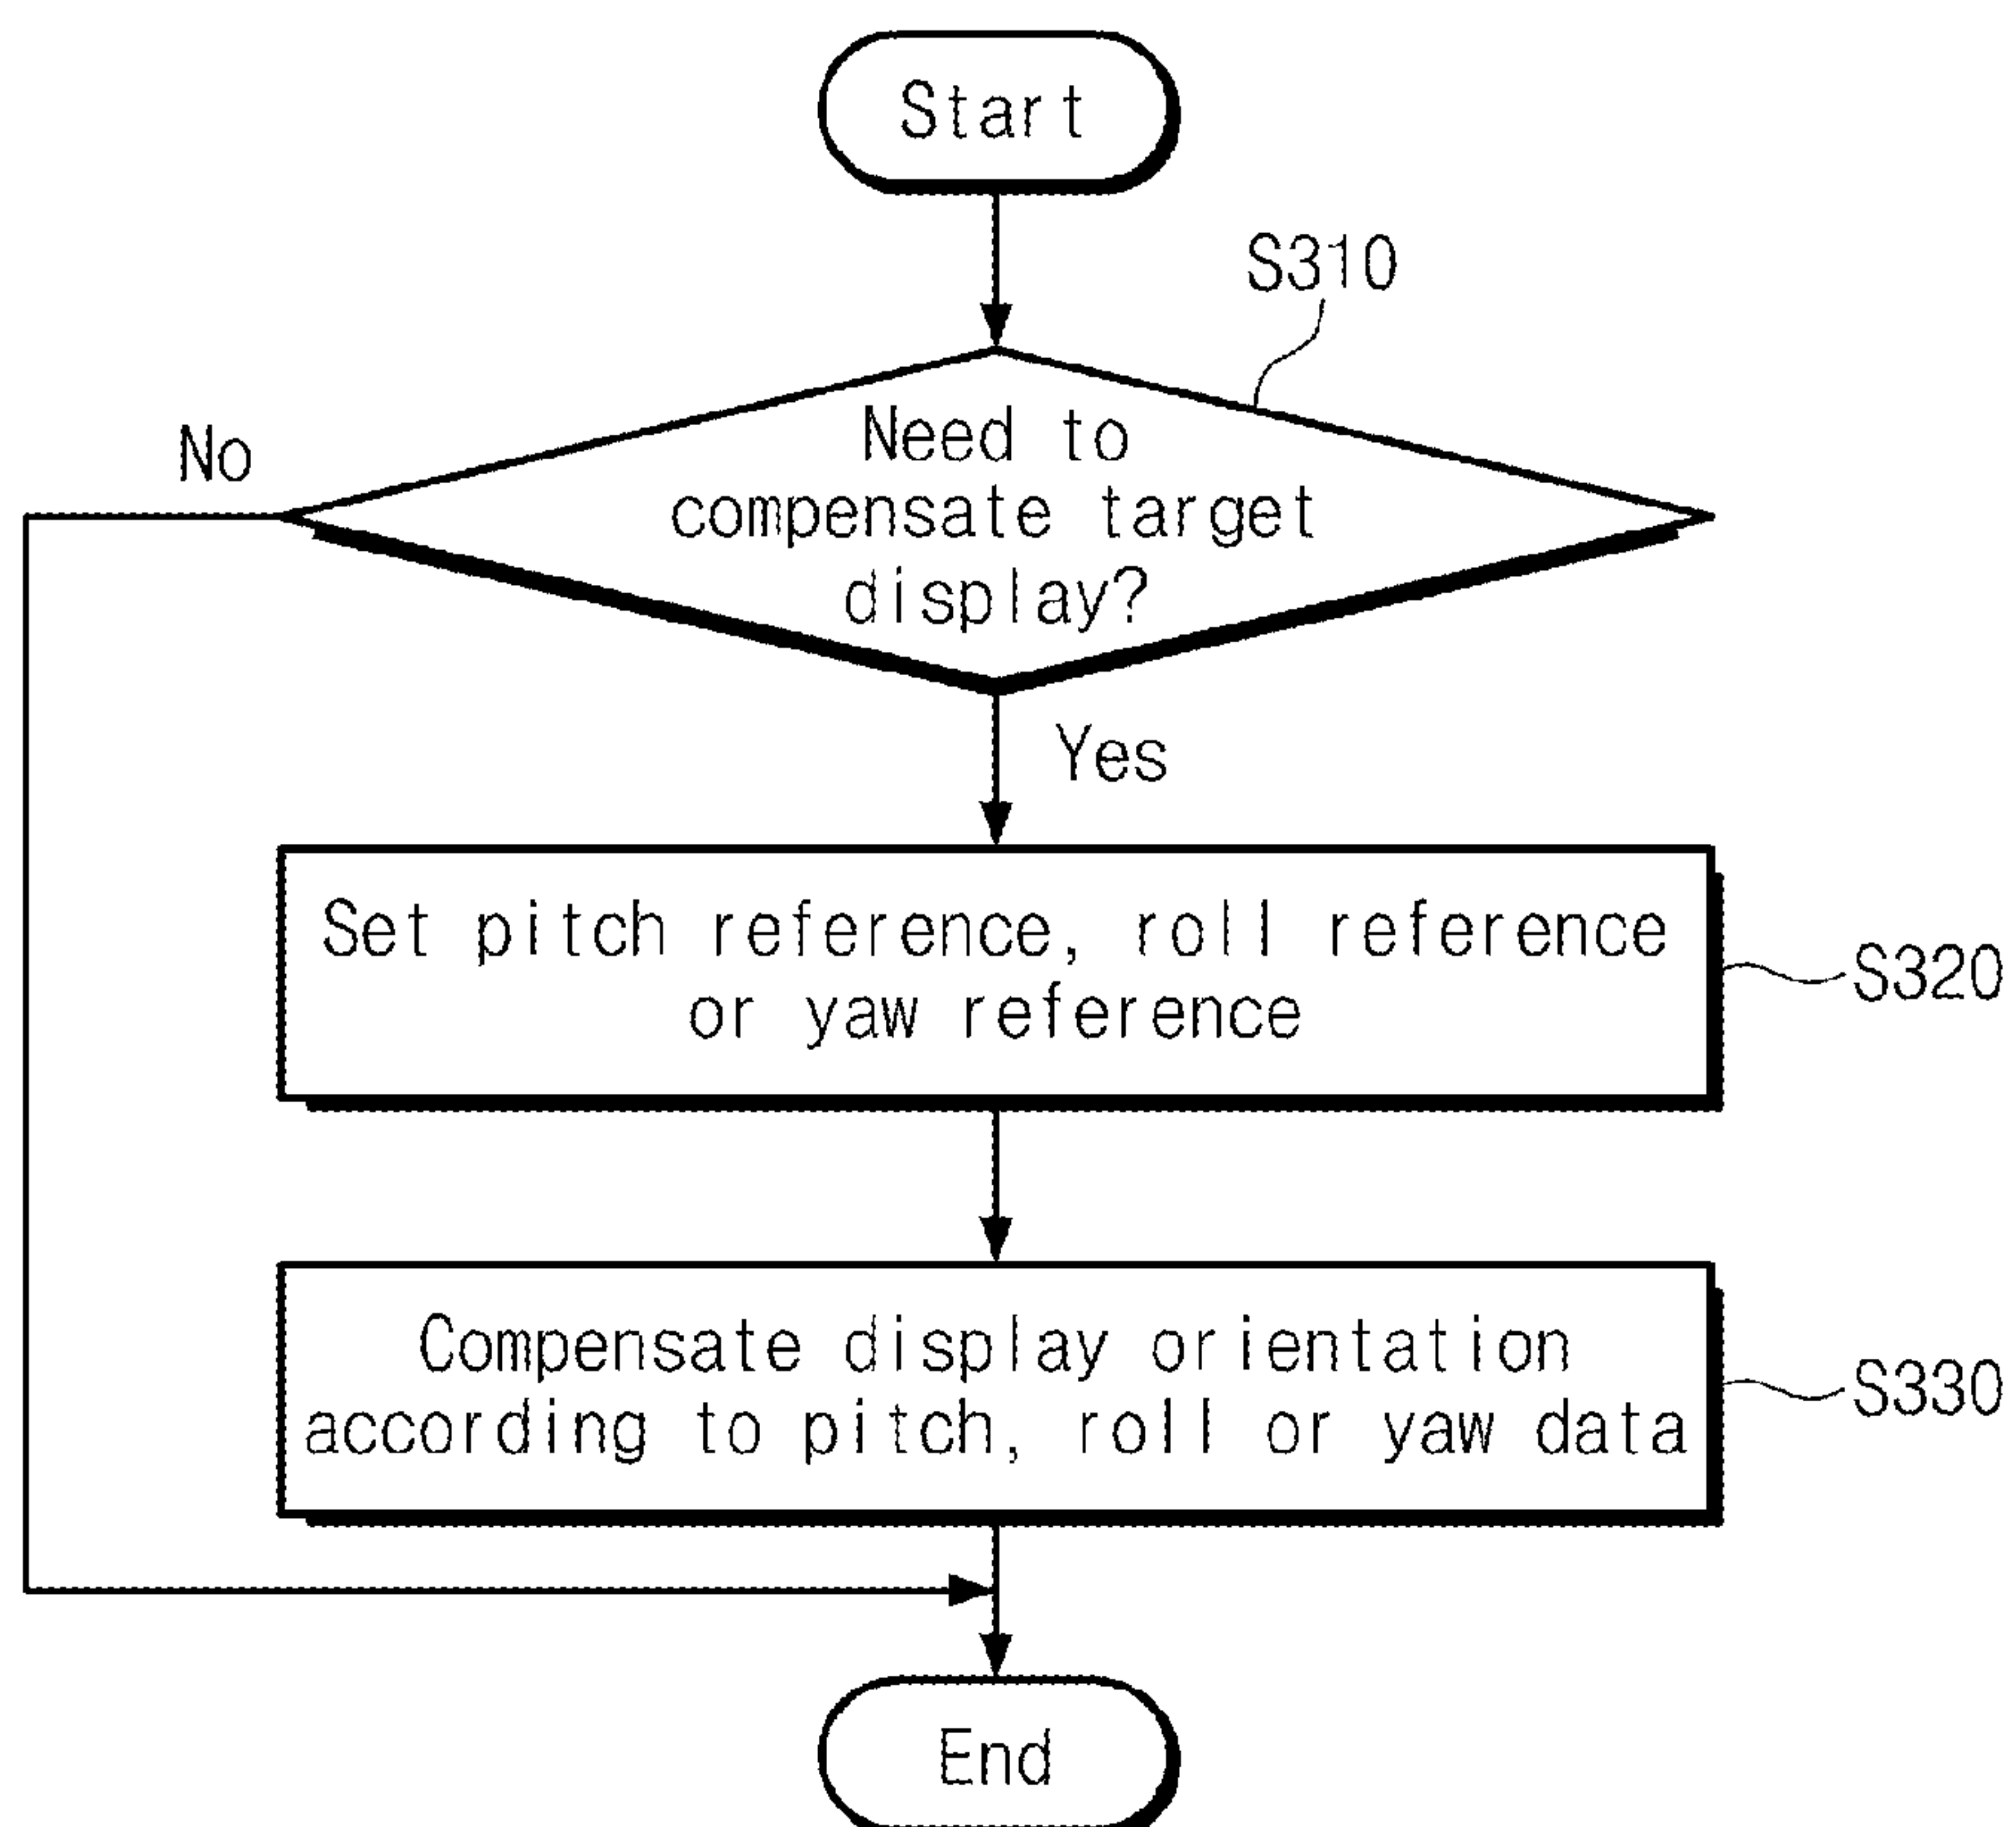 Start
S310
No
Need to
compensate target
display?
Yes
Set pitch reference, roll reference
or yaw reference
S320
Compensate display orientation
according to pitch, roll or yaw data
S330
End